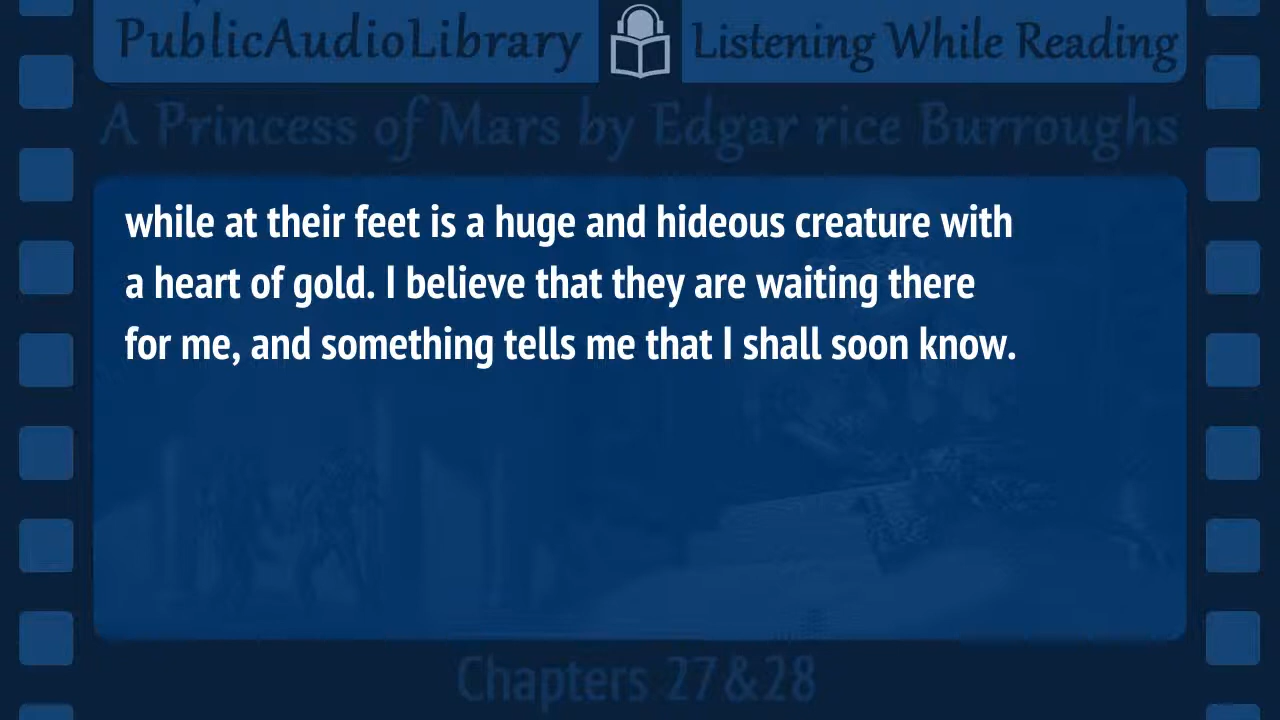 PublicAudioLibrary Listening While Reading
A Princess of Mars by Edgar rice Burroughs
while at their feet is a huge and hideous creature with
a heart of gold. I believe that they are waiting there
for me, and something tells me that I shall soon know.
Chapters 27&28